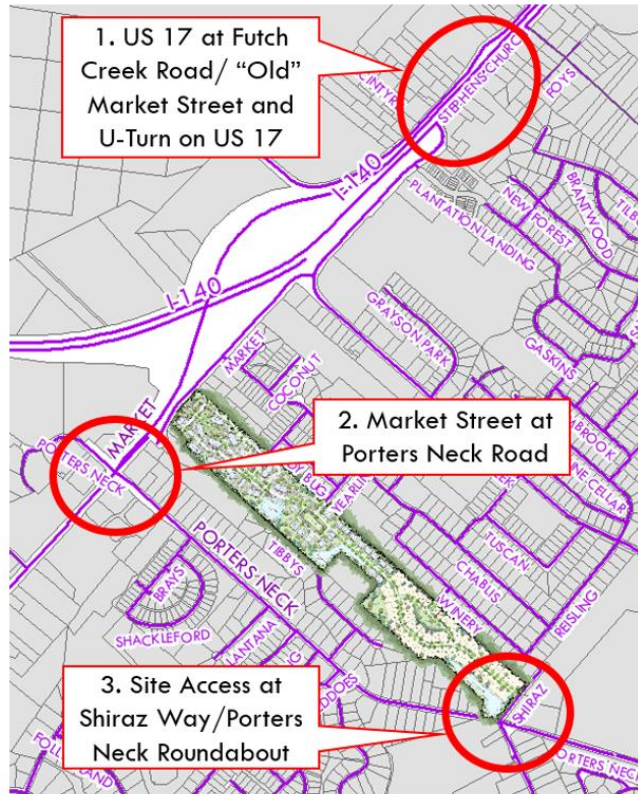 1. US 17 at Futch
Creek Road/ “Old”
Market Street and
U-Turn on US 17
STEPHENS CHURCH
FOYS
I-140
PLANTATION LANDING
NEW FOREST
BRANTWOOD
I-140
GRAYSON PARK
GASKINS
MARKET
COCONUT
MARKET
2. Market Street at
Porters Neck Road
PORTERS NECK
PORTERS NECK
TIBBYS
TUSCAN
CHABLIS
WINERY
REISLING
BRAYS
SHACKLEFORD
LANTANA
3. Site Access at
Shiraz Way/Porters
Neck Roundabout
SHIRAZ
PORTERS NECK